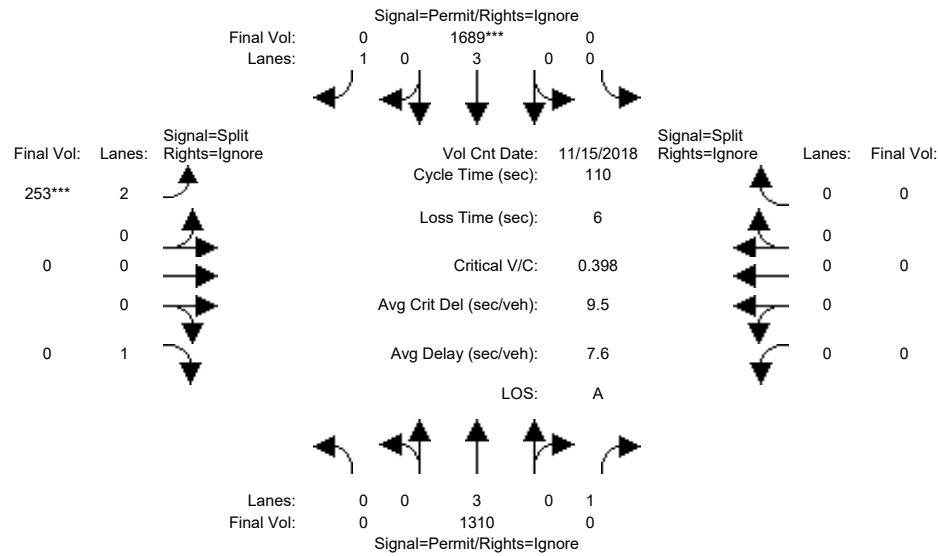 Signal=Permit/Rights=Ignore
Final Vol: 0 1689*** 0
Lanes: 1 0 3 0 0
Signal=Split
Final Vol: Lanes: Rights=Ignore
Vol Cnt Date: 11/15/2018
Signal=Split
Rights=Ignore Lanes: Final Vol:
Cycle Time (sec): 110
253*** 2
0 0
Loss Time (sec): 6
0
0
0 0
Critical V/C: 0.398
0 0
0
Avg Crit Del (sec/veh): 9.5
0
0 1
Avg Delay (sec/veh): 7.6
0 0
LOS: A
Lanes: 0 0 3 0 1
Final Vol: 0 1310 0
Signal=Permit/Rights=Ignore